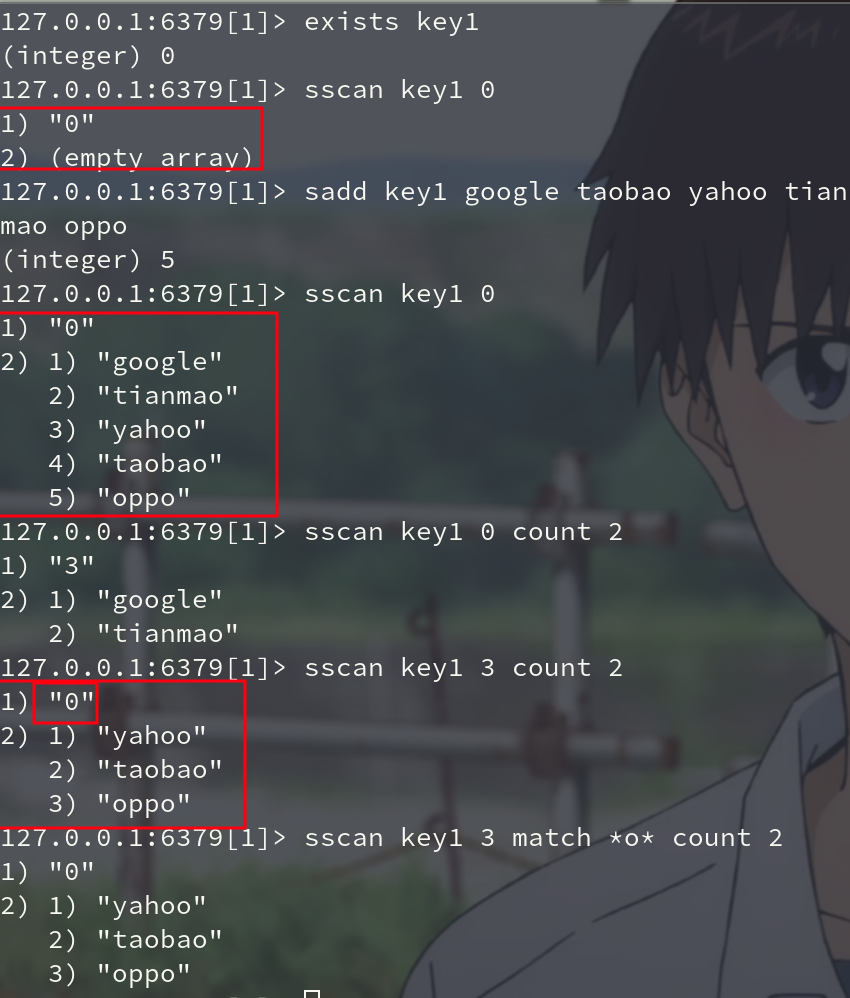 127.0.0.1:6379[1]> exists key1
(integer) 0
127.0.0.1:6379[1]> sscan key1 0
1) "0"
2) (empty array)
127.0.0.1:6379[1]> sadd key1 google taobao yahoo tian
mao oppo
(integer) 5
127.0.0.1:6379[1]> sscan key1 0
1) "0"
2) 1) "google"
   2) "tianmao"
   3) "yahoo"
   4) "taobao"
   5) "oppo"
127.0.0.1:6379[1]> sscan key1 0 count 2
1) "3"
2) 1) "google"
   2) "tianmao"
127.0.0.1:6379[1]> sscan key1 3 count 2
1) "0"
2) 1) "yahoo"
   2) "taobao"
   3) "oppo"
127.0.0.1:6379[1]> sscan key1 3 match *o* count 2
1) "0"
2) 1) "yahoo"
   2) "taobao"
   3) "oppo"